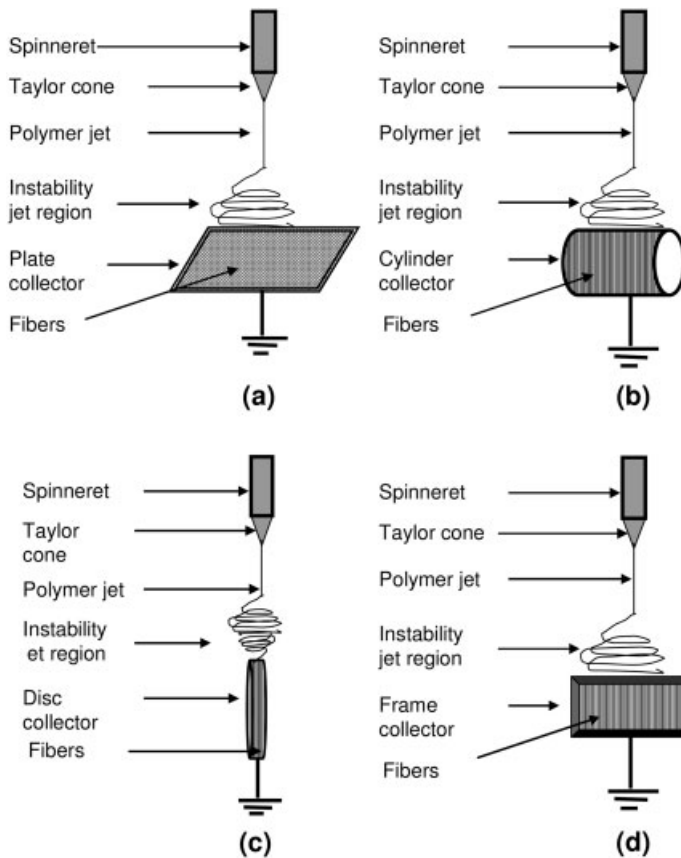 Spinneret
Taylor cone
Polymer jet
Instability
jet region
Plate
collector
Fibers
(a)
Spinneret
Taylor cone
Polymer jet
Instability
jet region
Cylinder
collector
Fibers
(b)
Spinneret
Taylor
cone
Polymer jet
Instability
et region
Disc
collector
Fibers
(c)
Spinneret
Taylor cone
Polymer jet
Instability
jet region
Frame
collector
Fibers
(d)